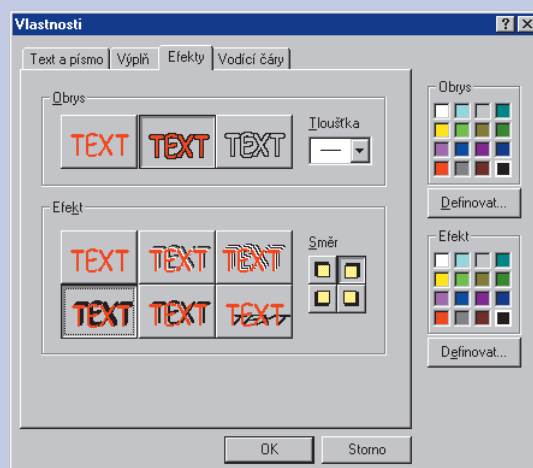 Vlastnosti
Text a písmo
Výplň
Efekty
Vodící čáry
Obrys
TEXT
TEXT
TEXT
Tloušťka
Efekt
TEXT
TEXT
TEXT
TEXT
TEXT
TEXT
Směr
Obrys
Definovat...
Efekt
Definovat...
OK
Storno